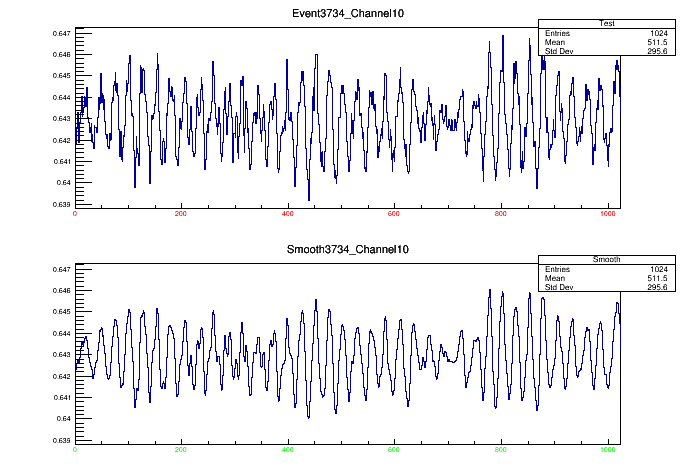 Event3734_Channel10
Test
Entries 1024
Mean 511.5
Std Dev 295.6
0.647
0.646
0.645
0.644
0.643
0.642
0.641
0.64
0.639
0 200 400 600 800 1000
Smooth3734_Channel10
Smooth
Entries 1024
Mean 511.5
Std Dev 295.6
0.647
0.646
0.645
0.644
0.643
0.642
0.641
0.64
0.639
0 200 400 600 800 1000